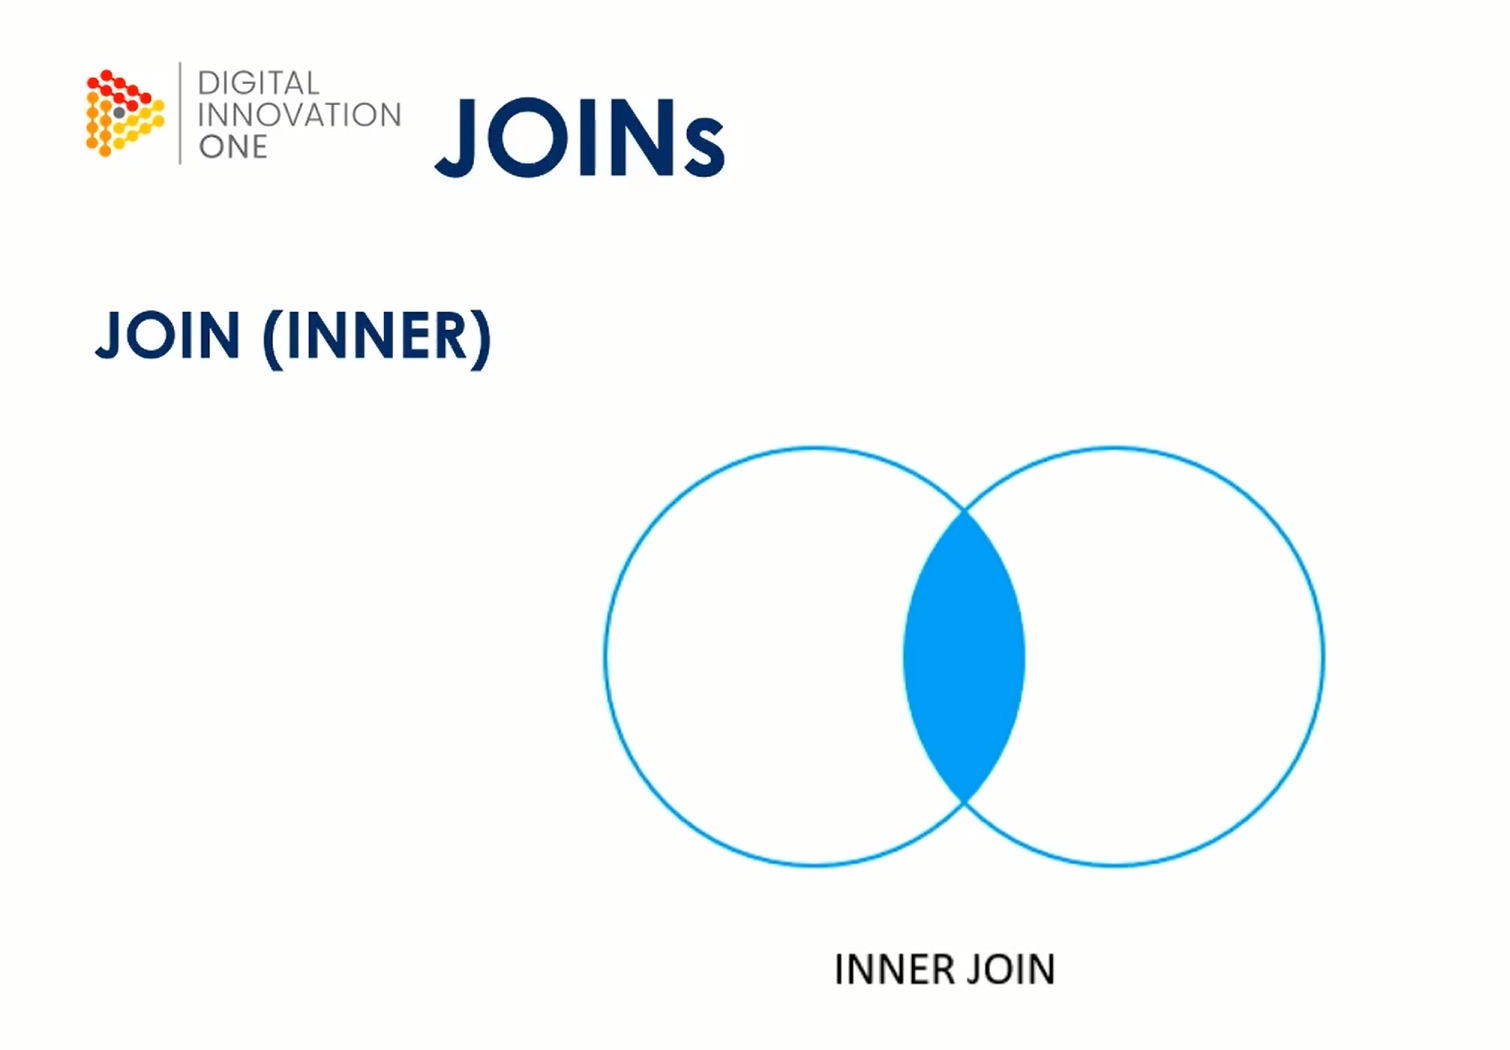 DIGITAL
INNOVATION
ONE
JOINs
JOIN (INNER)
INNER JOIN